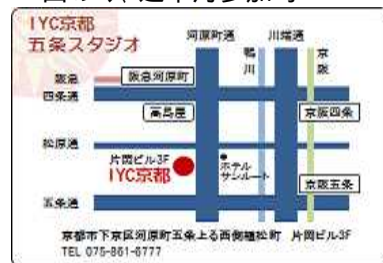 IYC京都
五条スタジオ
河原町通
川端通
鴨川
京阪
阪急
阪急河原町
四条通
高島屋
京阪四条
松原通
片岡ビル3F
IYC京都
ホテル
サンルート
京阪五条
五条通
京都市下京区河原町五条上る西側植松町 片岡ビル3F
TEL 075-861-6777